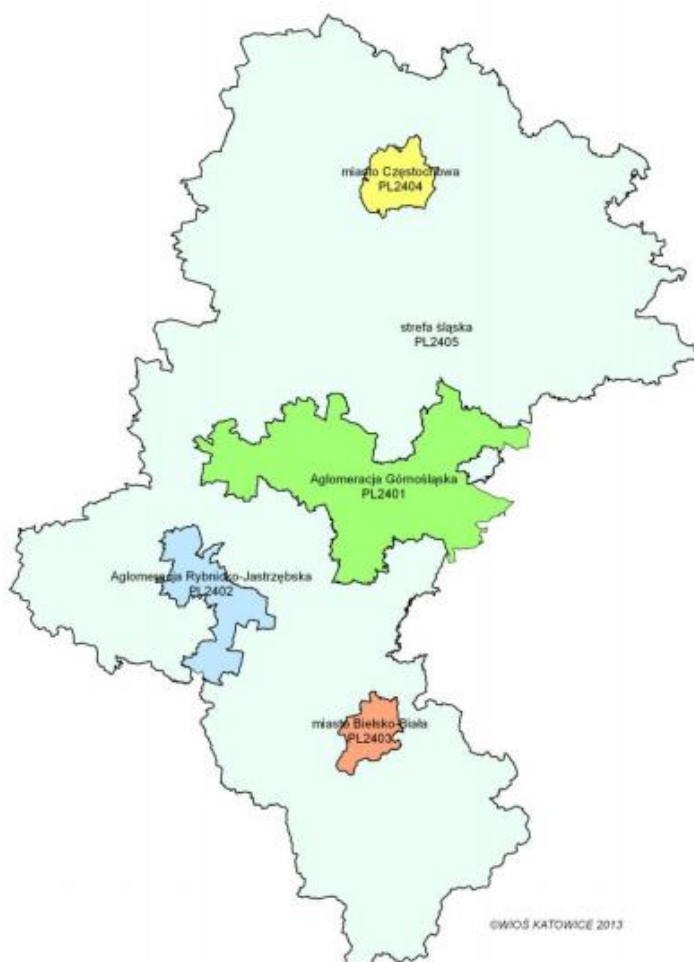 miasto Częstochowa
PL2404
strefa śląska
PL2405
Aglomeracja Górnośląska
PL2401
Aglomeracja Rybnicko-Jastrzębska
PL2402
miasto Bielsko-Biała
PL2403
©WIOŚ KATOWICE 2013